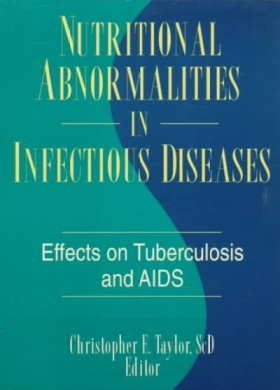 NUTRITIONAL
ABNORMALITIES
IN
INFECTIOUS DISEASES
Effects on Tuberculosis
and AIDS
Christopher E. Taylor, ScD
Editor